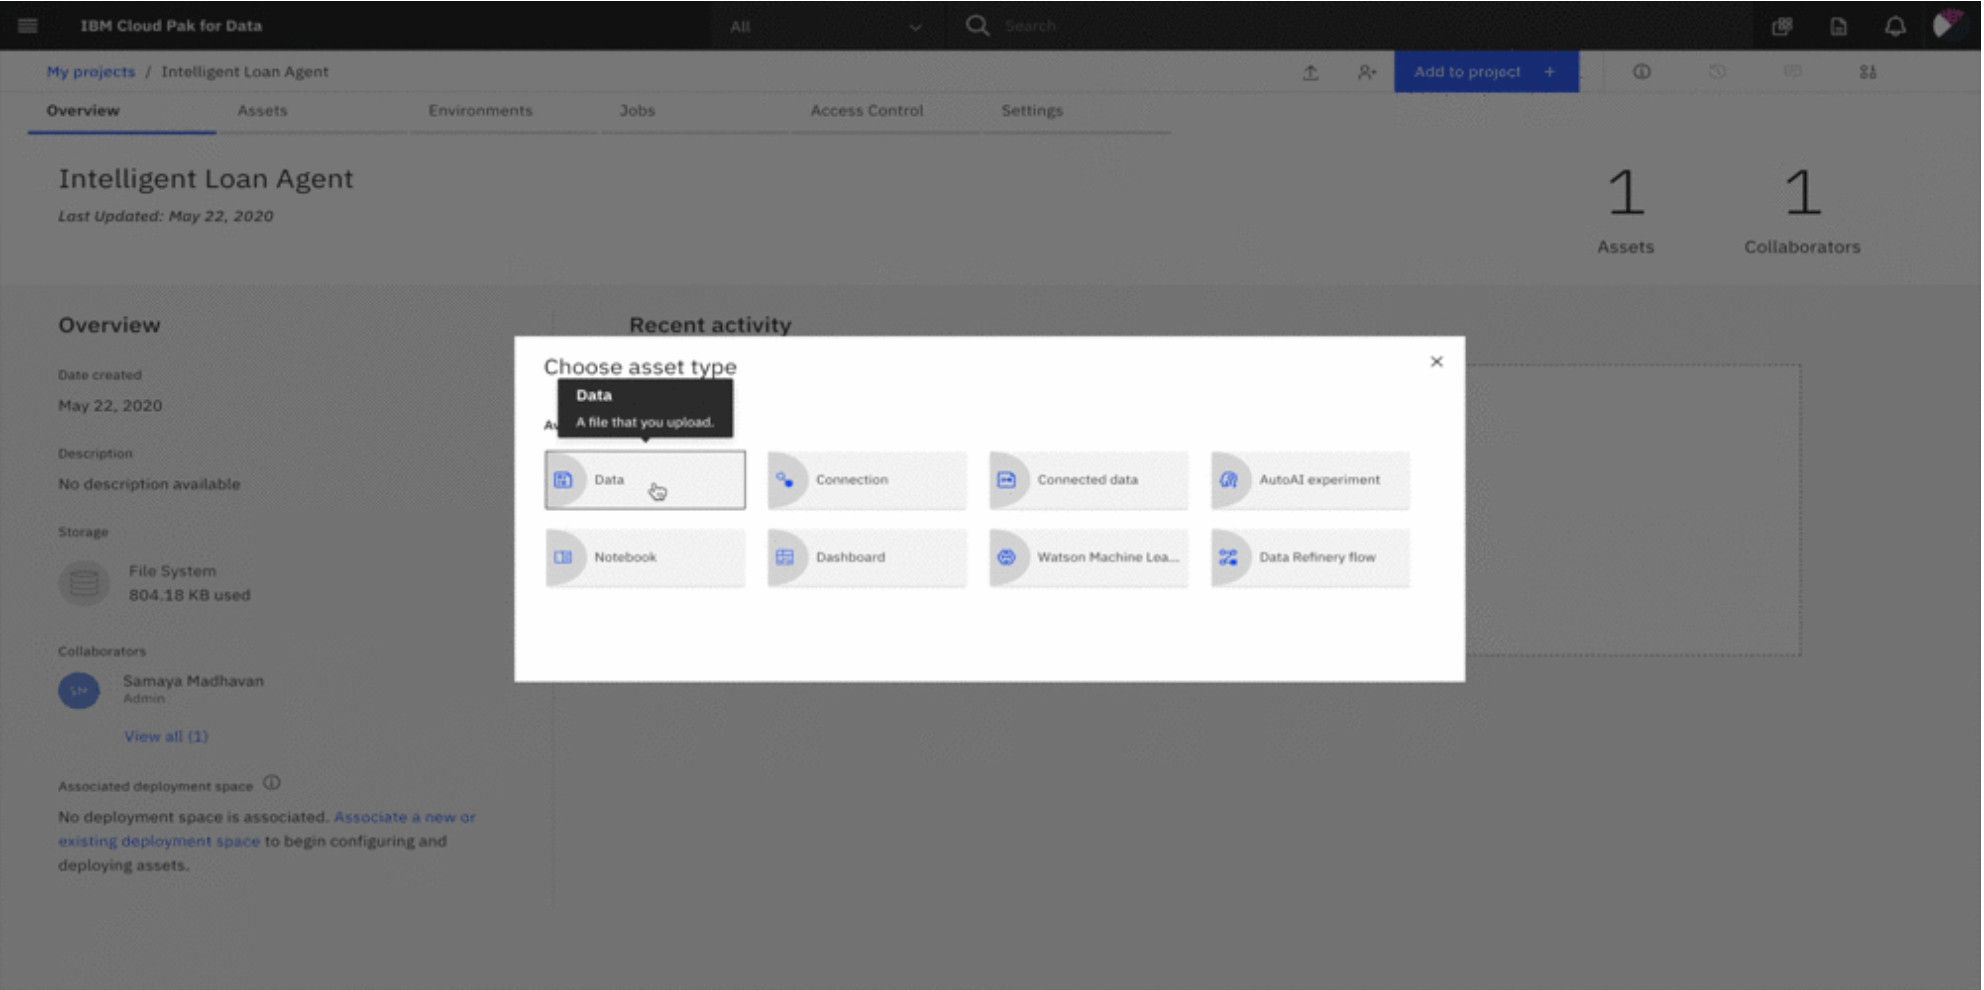 IBM Cloud Pak for Data
All
Search
My projects / Intelligent Loan Agent
Add to project +
Overview
Assets
Environments
Jobs
Access Control
Settings
Intelligent Loan Agent
Last Updated: May 22, 2020
1
Assets
1
Collaborators
Overview
Date created
May 22, 2020
Description
No description available
Storage
File System
804.18 KB used
Collaborators
SM
Samaya Madhavan
Admin
View all (1)
Associated deployment space
No deployment space is associated. Associate a new or
existing deployment space to begin configuring and
deploying assets.
Recent activity
Choose asset type
Data
A file that you upload.
Data
Connection
Connected data
AutoAI experiment
Notebook
Dashboard
Watson Machine Lea...
Data Refinery flow